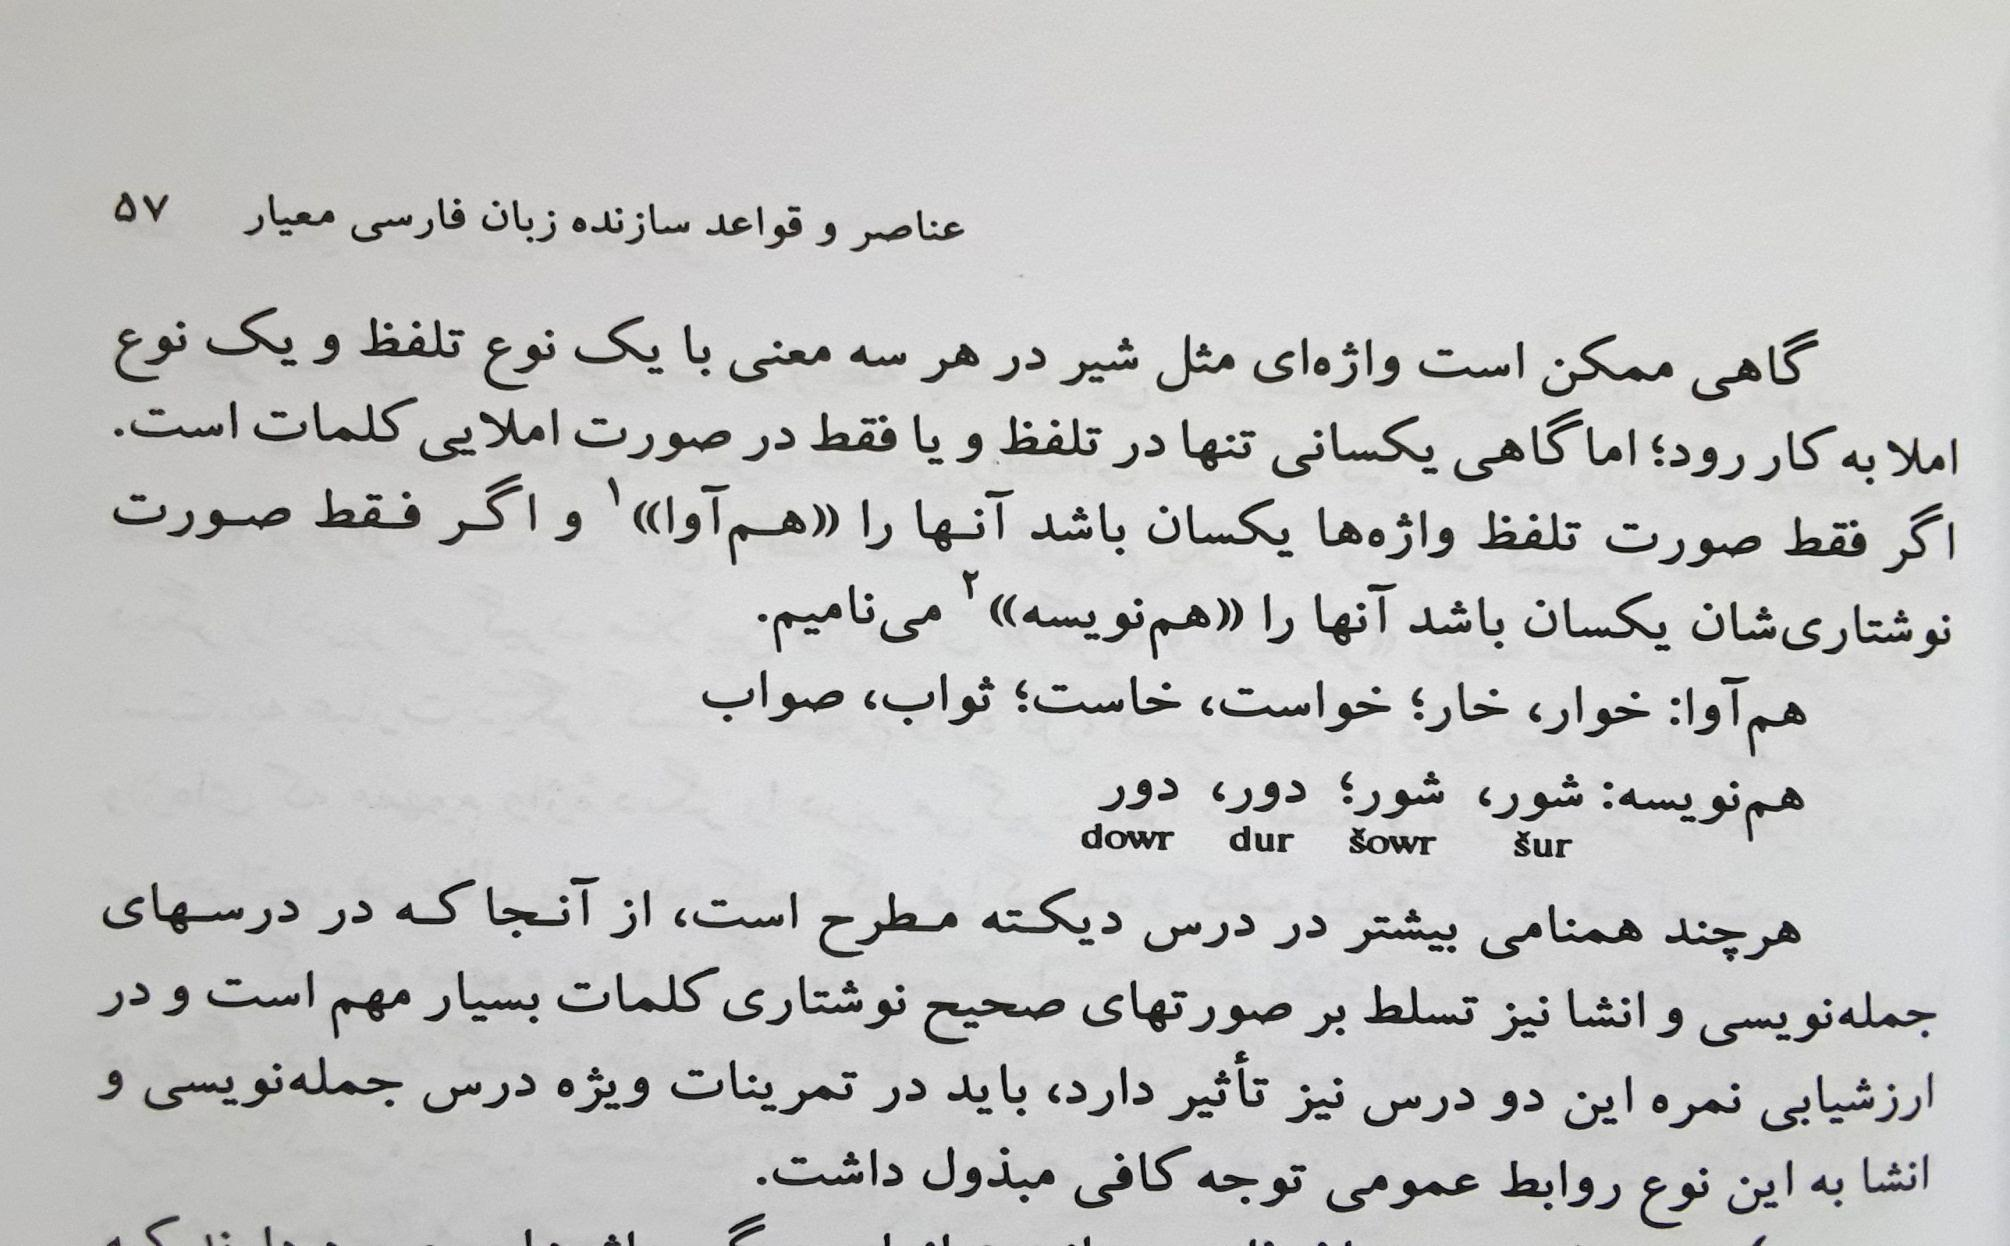 عناصر و قواعد سازنده زبان فارسی معیار ۵۷
گاهی ممکن است واژه‌ای مثل شیر در هر سه معنی با یک نوع تلفظ و یک نوع
املا به کار رود؛ اما گاهی یکسانی تنها در تلفظ و یا فقط در صورت املایی کلمات است.
اگر فقط صورت تلفظ واژه‌ها یکسان باشد آنها را «هم‌آوا»۱ و اگر فقط صورت
نوشتاری‌شان یکسان باشد آنها را «هم‌نویسه»۲ می‌نامیم.
هم‌آوا: خوار، خار؛ خواست، خاست؛ ثواب، صواب
هم‌نویسه: شور، شور؛ دور، دور
šur šowr dur dowr
هرچند همنامی بیشتر در درس دیکته مطرح است، از آنجا که در درسهای
جمله‌نویسی و انشا نیز تسلط بر صورتهای صحیح نوشتاری کلمات بسیار مهم است و در
ارزشیابی نمره این دو درس نیز تأثیر دارد، باید در تمرینات ویژه درس جمله‌نویسی و
انشا به این نوع روابط عمومی توجه کافی مبذول داشت.